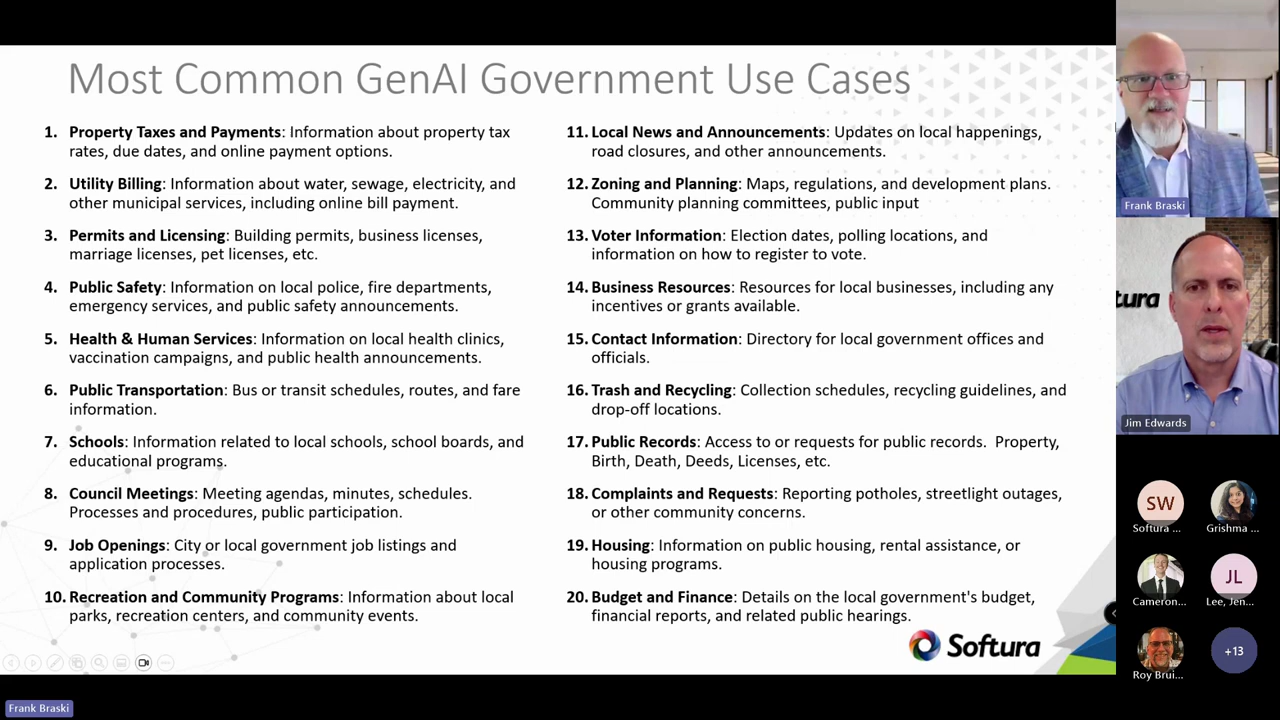 Most Common GenAI Government Use Cases
1. Property Taxes and Payments: Information about property tax
rates, due dates, and online payment options.
2. Utility Billing: Information about water, sewage, electricity, and
other municipal services, including online bill payment.
3. Permits and Licensing: Building permits, business licenses,
marriage licenses, pet licenses, etc.
4. Public Safety: Information on local police, fire departments,
emergency services, and public safety announcements.
5. Health & Human Services: Information on local health clinics,
vaccination campaigns, and public health announcements.
6. Public Transportation: Bus or transit schedules, routes, and fare
information.
7. Schools: Information related to local schools, school boards, and
educational programs.
8. Council Meetings: Meeting agendas, minutes, schedules.
Processes and procedures, public participation.
9. Job Openings: City or local government job listings and
application processes.
10. Recreation and Community Programs: Information about local
parks, recreation centers, and community events.
11. Local News and Announcements: Updates on local happenings,
road closures, and other announcements.
12. Zoning and Planning: Maps, regulations, and development plans.
Community planning committees, public input
13. Voter Information: Election dates, polling locations, and
information on how to register to vote.
14. Business Resources: Resources for local businesses, including any
incentives or grants available.
15. Contact Information: Directory for local government offices and
officials.
16. Trash and Recycling: Collection schedules, recycling guidelines, and
drop-off locations.
17. Public Records: Access to or requests for public records. Property,
Birth, Death, Deeds, Licenses, etc.
18. Complaints and Requests: Reporting potholes, streetlight outages,
or other community concerns.
19. Housing: Information on public housing, rental assistance, or
housing programs.
20. Budget and Finance: Details on the local government's budget,
financial reports, and related public hearings.
Softura
Frank Braski
tura
Jim Edwards
SW
Softura ...
Grishma ...
Cameron...
JL
Lee, Jen...
Roy Brui...
+13
Frank Braski